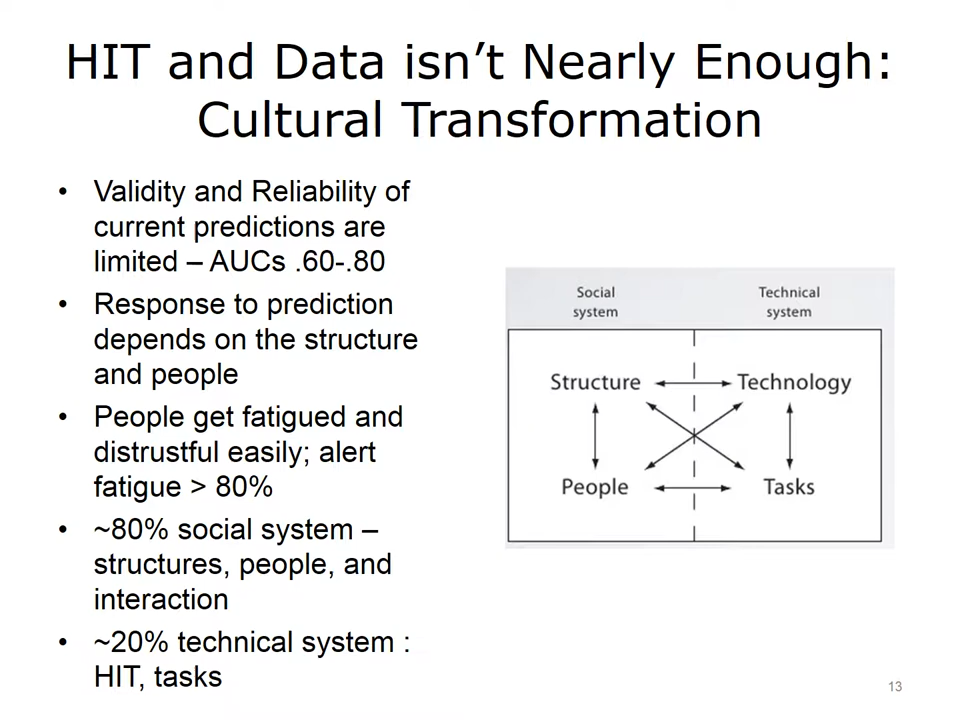 HIT and Data isn't Nearly Enough:
Cultural Transformation
• Validity and Reliability of
current predictions are
limited – AUCs .60-.80
• Response to prediction
depends on the structure
and people
• People get fatigued and
distrustful easily; alert
fatigue > 80%
• ~80% social system –
structures, people, and
interaction
• ~20% technical system :
HIT, tasks
Social
system
Technical
system
Structure
Technology
People
Tasks
13